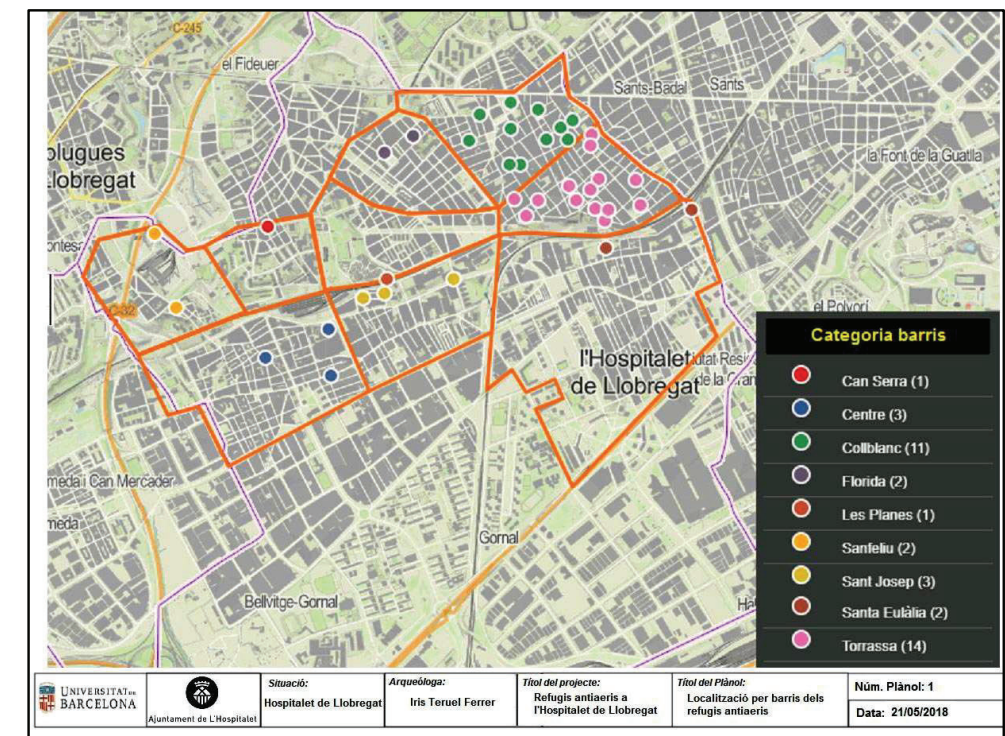 C-245
el Fideuer
Sants-Badal
Sants
la Font de la Guatlla
plugues
Llobregat
C-32
el Polvorí
l'Hospitalet
de Llobregat
meda i Can Mercader
meda
Gornal
Bellvitge-Gornal
Categoria barris
Can Serra (1)
Centre (3)
Collblanc (11)
Florida (2)
Les Planes (1)
Sanfeliu (2)
Sant Josep (3)
Santa Eulàlia (2)
Torrassa (14)
UNIVERSITAT DE
BARCELONA
Ajuntament de L'Hospitalet
Situació:
Hospitalet de Llobregat
Arqueóloga:
Iris Teruel Ferrer
Títol del projecte:
Refugis antiaeris a
l'Hospitalet de Llobregat
Títol del Plànol:
Localització per barris dels
refugis antiaeris
Núm. Plànol: 1
Data: 21/05/2018